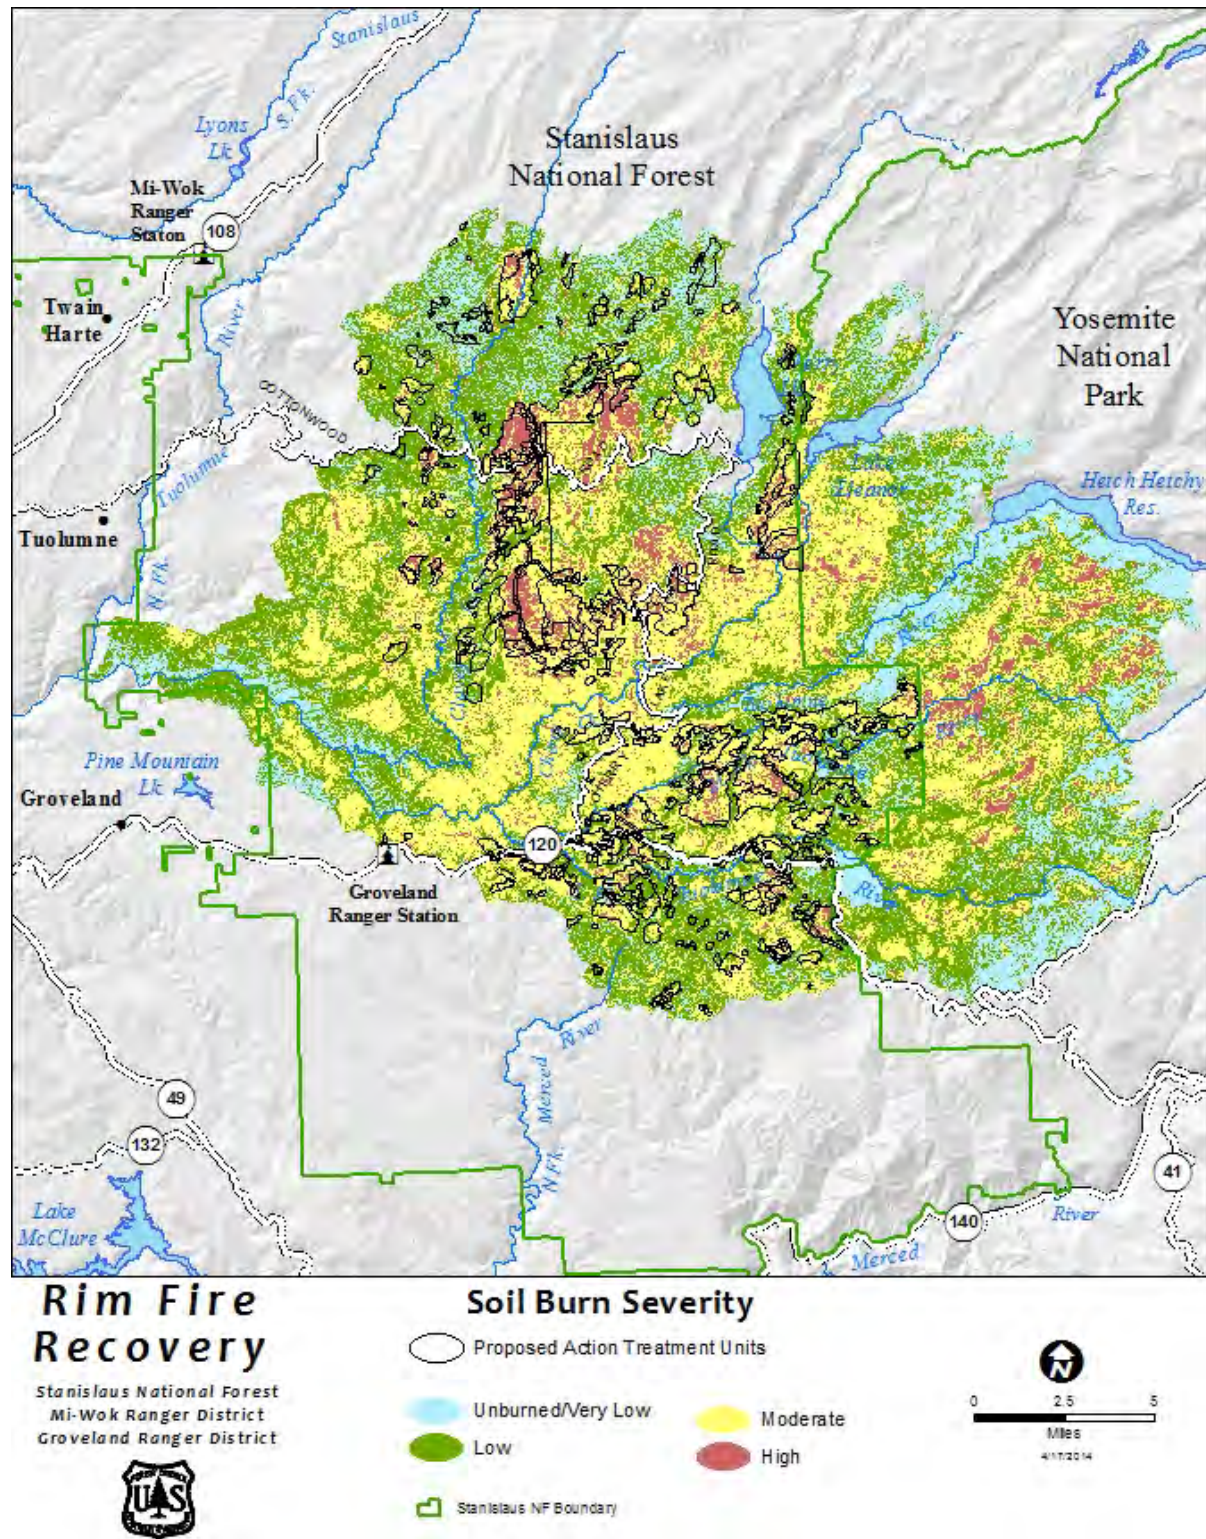 Stanislaus
S. Fk.
Lyons
Lk
Stanislaus
National Forest
Mi-Wok
Ranger
Staton
108
Twain
Harte
River
Yosemite
National
Park
COTTONWOOD
Tuolumne
Lake
Eleanor
Hetch Hetchy
Res.
Tuolumne
N Fk.
River
Clavey
Pine Mountain
Lk
Groveland
120
Groveland
Ranger Station
River
River
Merced
N Fk.
49
132
41
Lake
McClure
140
River
Merced
Rim Fire
Recovery
Stanislaus National Forest
Mi-Wok Ranger District
Groveland Ranger District
Soil Burn Severity
Proposed Action Treatment Units
Unburned/Very Low
Low
Moderate
High
Stanislaus NF Boundary
N
0 2.5 5
Miles
4/17/2014
U S